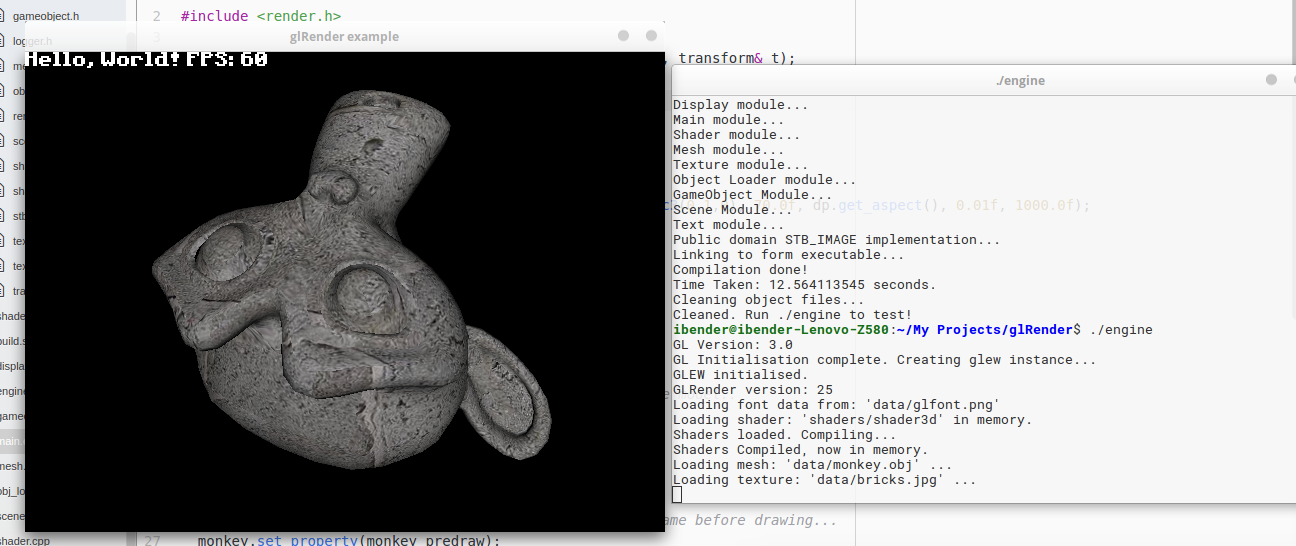 gameobject.h
2 #include <render.h>
logger.h
3
glRender example
Hello, World! FPS: 60
, transform& t);
./engine
Display module...
Main module...
Shader module...
Mesh module...
Texture module...
Object Loader module...
GameObject Module...
Scene Module...
.0f, dp.get_aspect(), 0.01f, 1000.0f);
Text module...
Public domain STB_IMAGE implementation...
Linking to form executable...
Compilation done!
Time Taken: 12.564113545 seconds.
Cleaning object files...
Cleaned. Run ./engine to test!
ibender@ibender-Lenovo-Z580:~/My Projects/glRender$ ./engine
GL Version: 3.0
GL Initialisation complete. Creating glew instance...
GLEW initialised.
GLRender version: 25
Loading font data from: 'data/glfont.png'
Loading shader: 'shaders/shader3d' in memory.
Shaders loaded. Compiling...
Shaders Compiled, now in memory.
Loading mesh: 'data/monkey.obj' ...
Loading texture: 'data/bricks.jpg' ...
me
ob
rer
sc
sh
sh
stb
tex
tex
tra
shade
build.s
displa
engine
game
main.
mesh.
obj_lo
scene
shader.cpp
ame before drawing...
27 monkey.set_property(monkey_predraw);